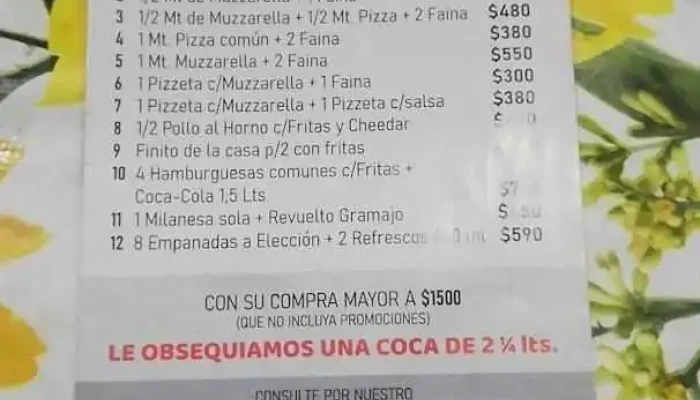 3 1/2 Mt de Muzzarella + 1/2 Mt. Pizza + 2 Faina $480
4 1 Mt. Pizza común + 2 Faina $380
5 1 Mt. Muzzarella + 2 Faina $550
6 1 Pizzeta c/Muzzarella + 1 Faina $300
7 1 Pizzeta c/Muzzarella + 1 Pizzeta c/salsa $380
8 1/2 Pollo al Horno c/Fritas y Cheedar
9 Finito de la casa p/2 con fritas
10 4 Hamburguesas comunes c/Fritas +
Coca-Cola 1,5 Lts
11 1 Milanesa sola + Revuelto Gramajo
12 8 Empanadas a Elección + 2 Refrescos $590
CON SU COMPRA MAYOR A $1500
(QUE NO INCLUYA PROMOCIONES)
LE OBSEQUIAMOS UNA COCA DE 2 ¼ lts.
CONSULTE POR NUESTRO